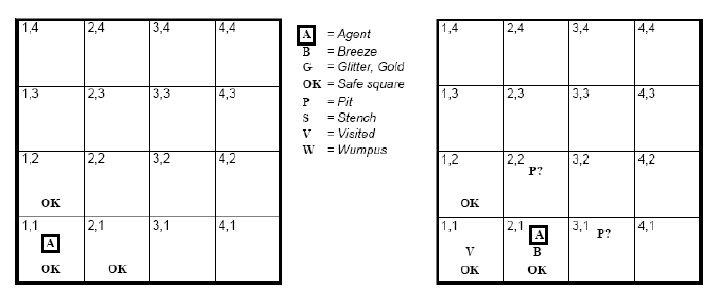 1,4 2,4 3,4 4,4
1,3 2,3 3,3 4,3
1,2 2,2 3,2 4,2
OK
1,1 2,1 3,1 4,1
A
OK OK
A = Agent
B = Breeze
G = Glitter, Gold
OK = Safe square
P = Pit
S = Stench
V = Visited
W = Wumpus
1,4 2,4 3,4 4,4
1,3 2,3 3,3 4,3
1,2 2,2 3,2 4,2
P?
OK
1,1 2,1 3,1 4,1
A P?
V B
OK OK